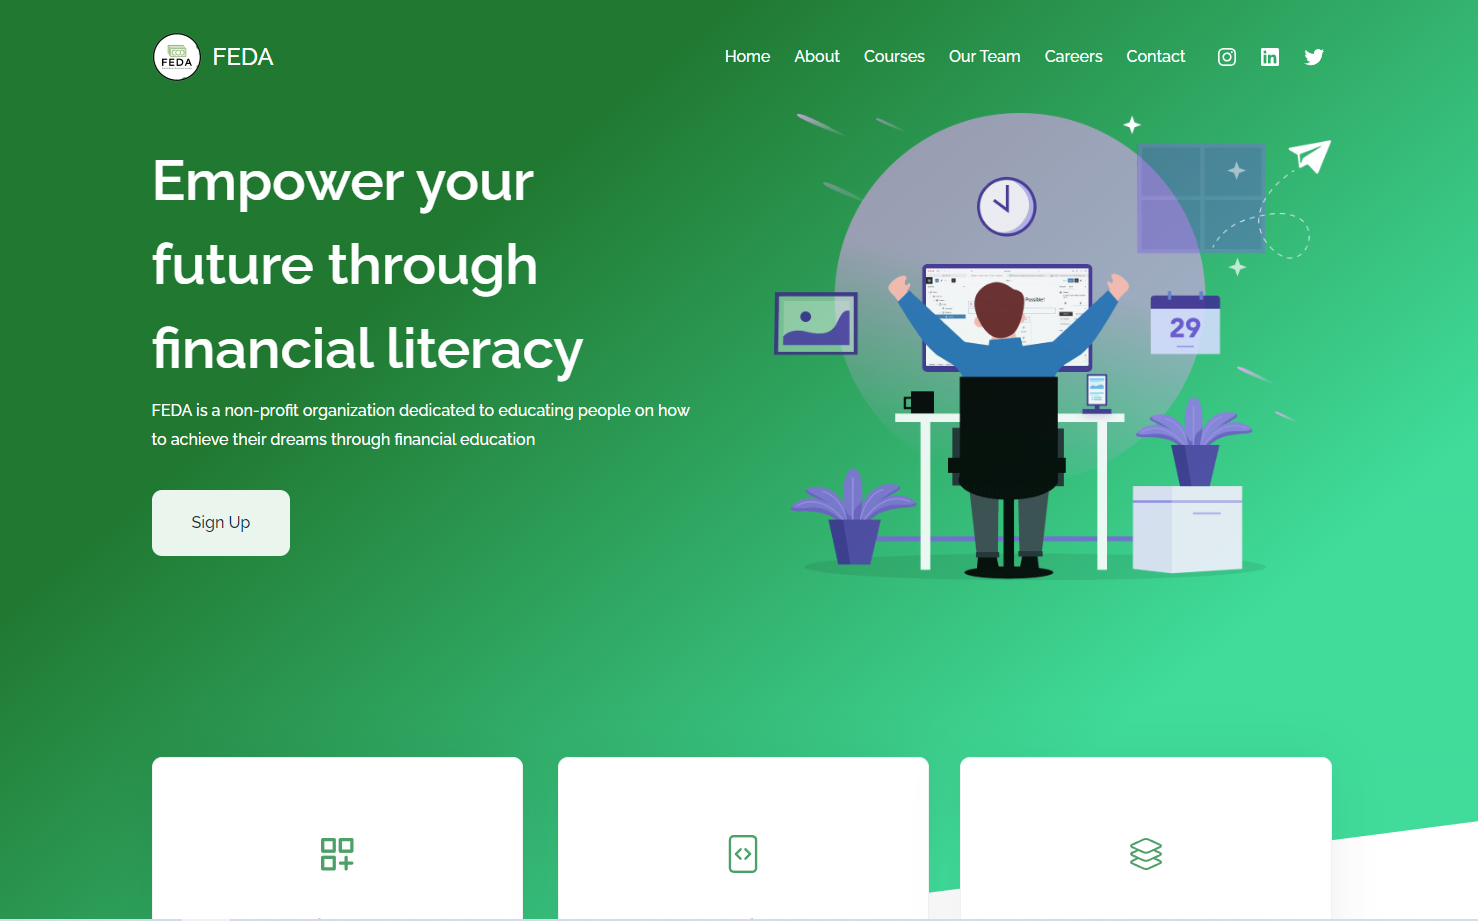 FEDA
FEDA
Home About Courses Our Team Careers Contact
Empower your
future through
financial literacy
FEDA is a non-profit organization dedicated to educating people on how
to achieve their dreams through financial education
Sign Up
Possible!
29